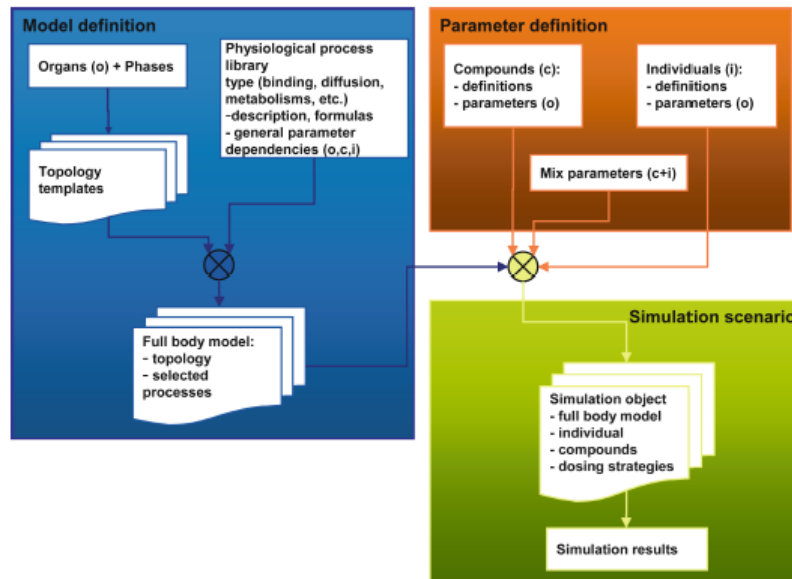 Model definition
Organs (o) + Phases
Physiological process
library
type (binding, diffusion,
metabolisms, etc.)
-description, formulas
- general parameter
dependencies (o,c,i)
Topology
templates
Full body model:
- topology
- selected
processes
Parameter definition
Compounds (c):
- definitions
- parameters (o)
Individuals (i):
- definitions
- parameters (o)
Mix parameters (c+i)
Simulation scenario
Simulation object
- full body model
- individual
- compounds
- dosing strategies
Simulation results